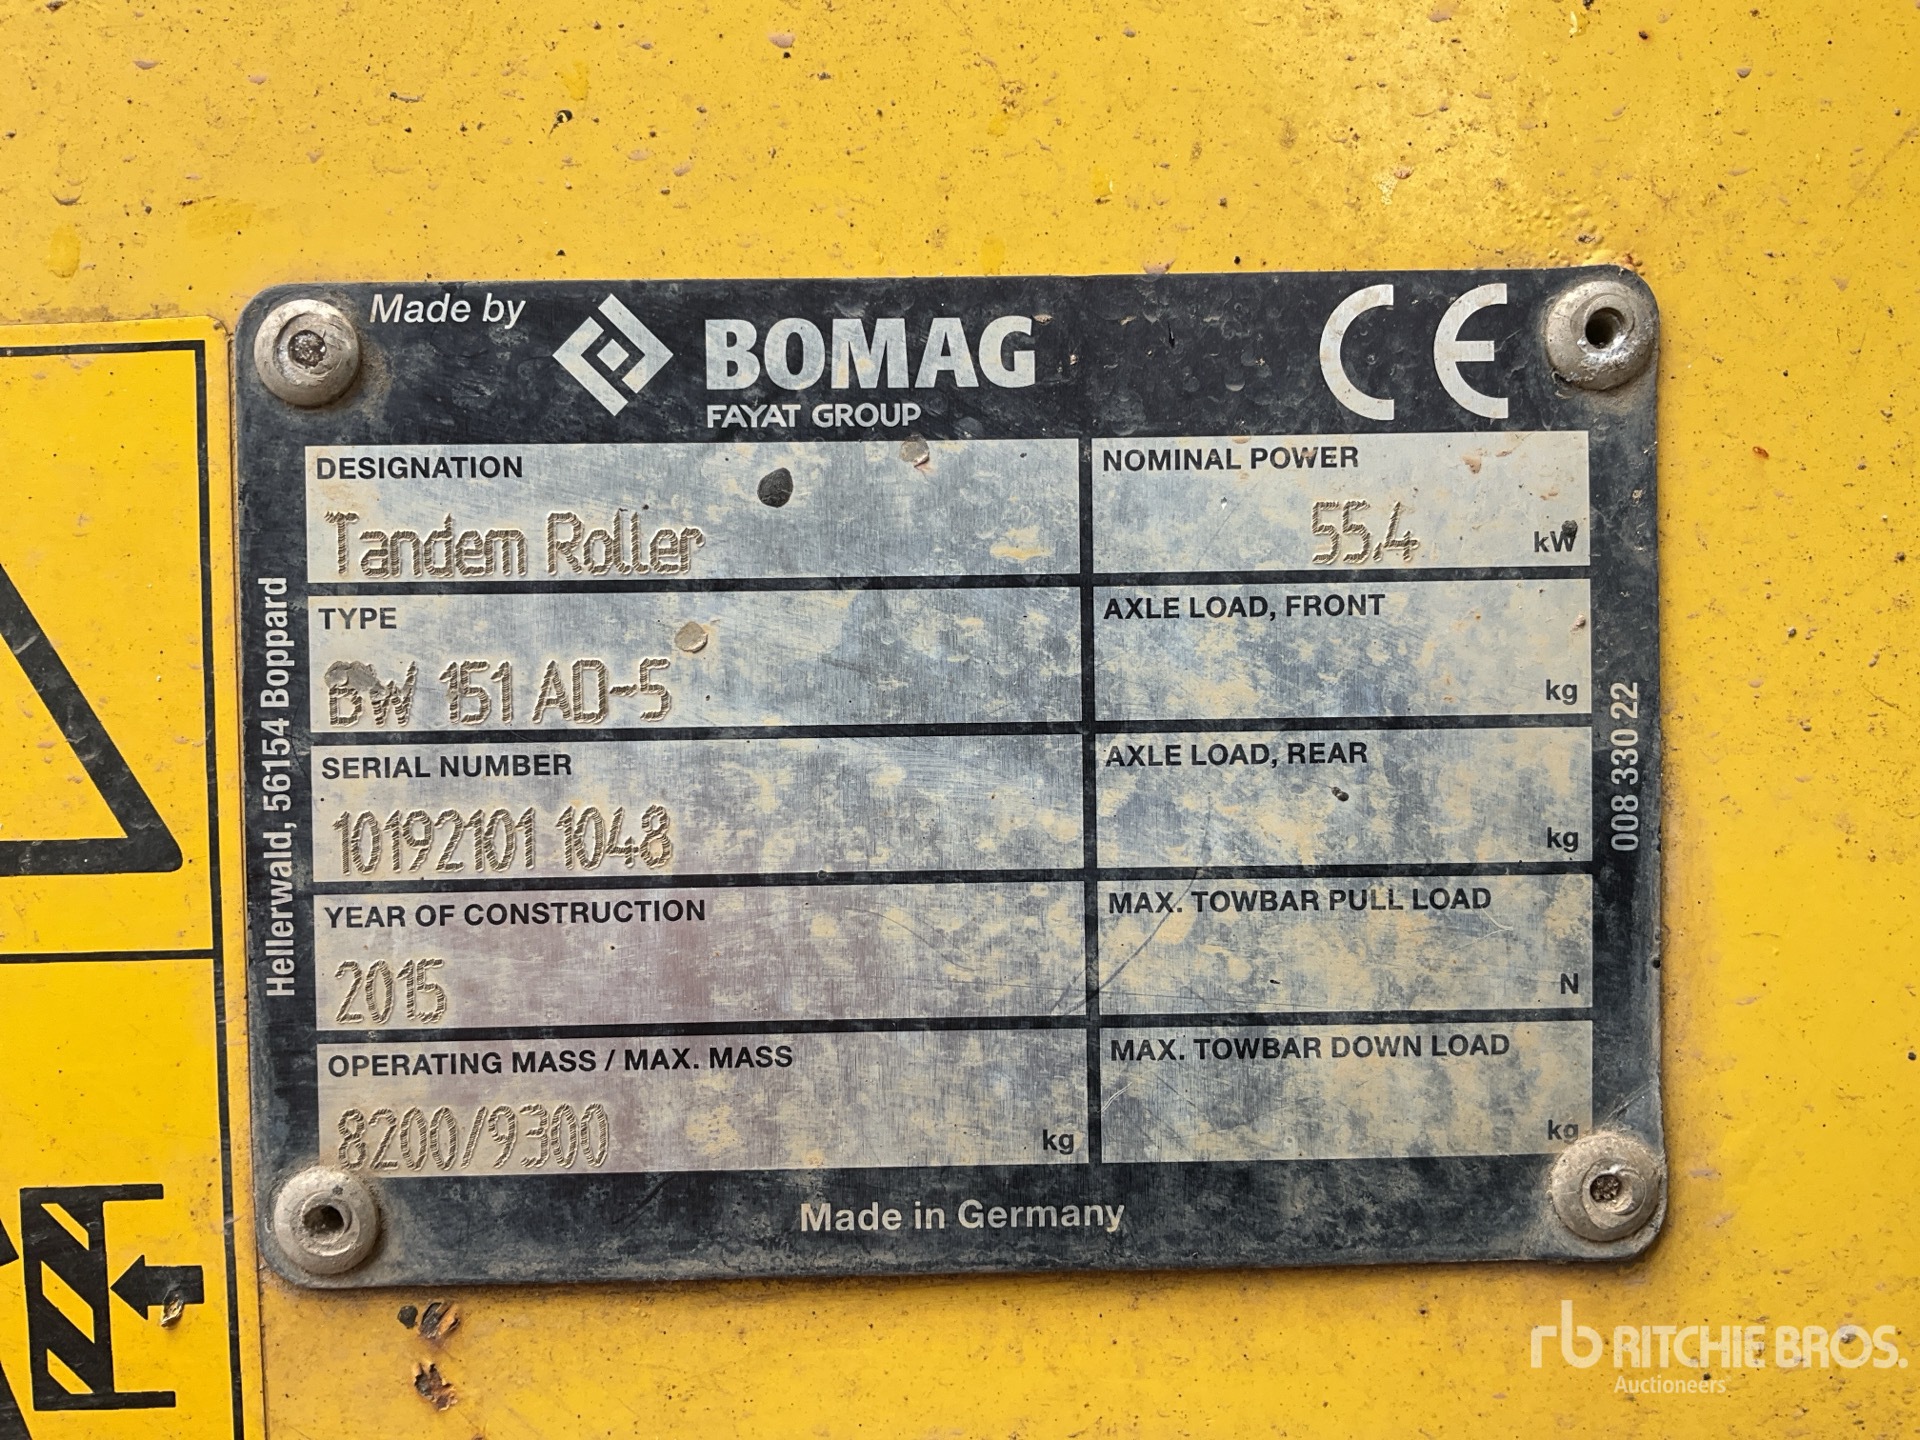 Made by
BOMAG
FAYAT GROUP
CE
DESIGNATION
Tandem Roller
NOMINAL POWER
55,4 kW
TYPE
BW 151 AD-5
AXLE LOAD, FRONT
kg
SERIAL NUMBER
10192101 1048
AXLE LOAD, REAR
kg
YEAR OF CONSTRUCTION
2015
MAX. TOWBAR PULL LOAD
N
OPERATING MASS / MAX. MASS
8200/9300 kg
MAX. TOWBAR DOWN LOAD
kg
Made in Germany
Hellerwald, 56154 Boppard
008 330 22
rb RITCHIE BROS.
Auctioneers